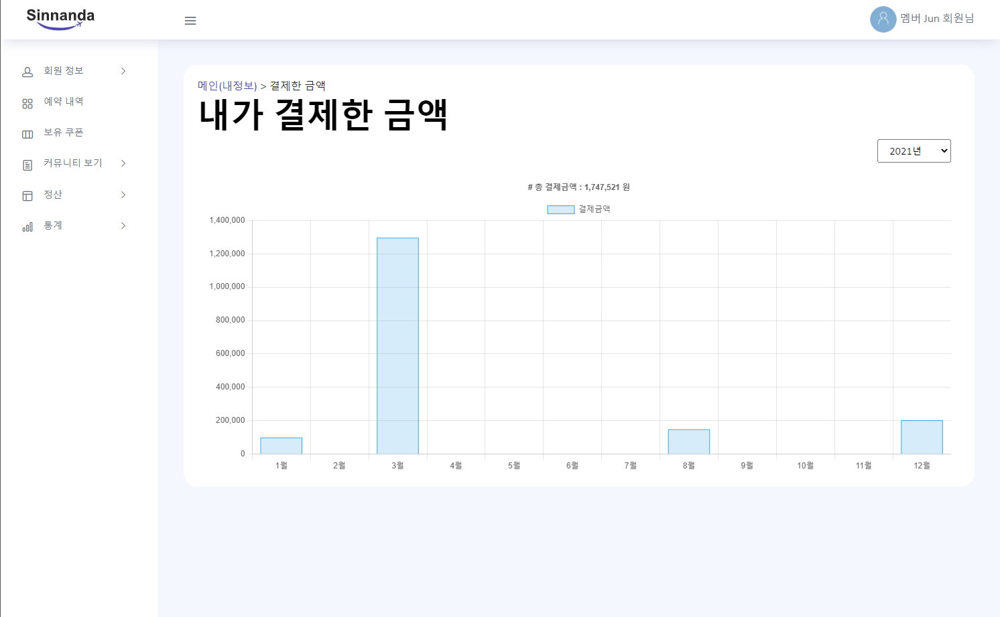 Sinnanda
멤버 Jun 회원님
회원 정보
예약 내역
보유 쿠폰
커뮤니티 보기
정산
통계
메인(내정보) > 결제한 금액
내가 결제한 금액
2021년
# 총 결제금액 : 1,747,521 원
결제금액
1,400,000
1,200,000
1,000,000
800,000
600,000
400,000
200,000
0
1월 2월 3월 4월 5월 6월 7월 8월 9월 10월 11월 12월